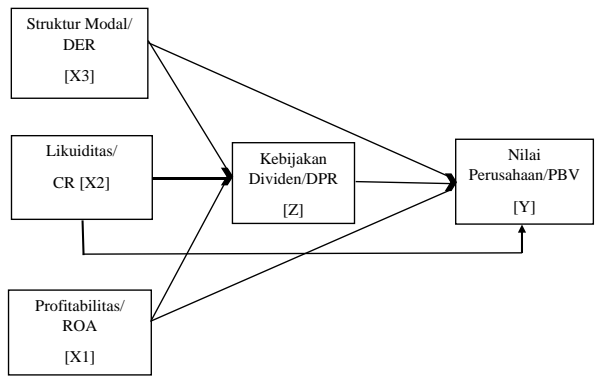 Struktur Modal/
DER
[X3]
Likuiditas/
CR [X2]
Kebijakan
Dividen/DPR
[Z]
Nilai
Perusahaan/PBV
[Y]
Profitabilitas/
ROA
[X1]